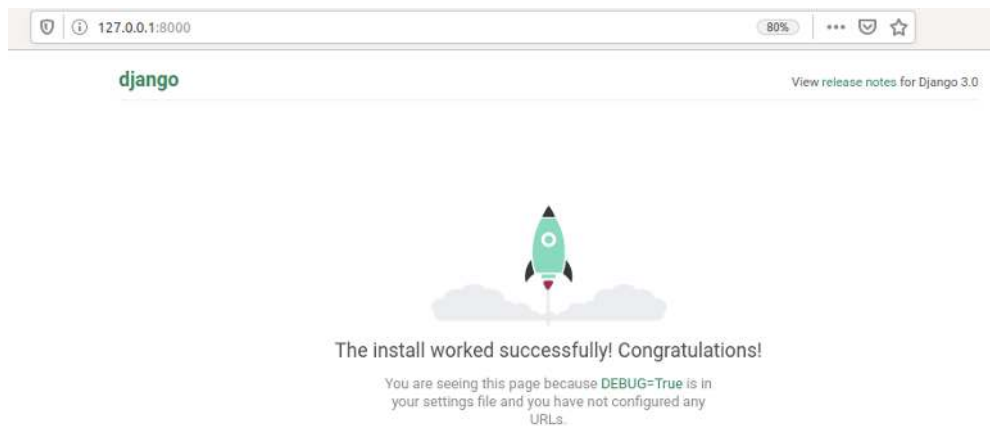 127.0.0.1:8000
80%
django
View release notes for Django 3.0
The install worked successfully! Congratulations!
You are seeing this page because DEBUG=True is in
your settings file and you have not configured any
URLs.